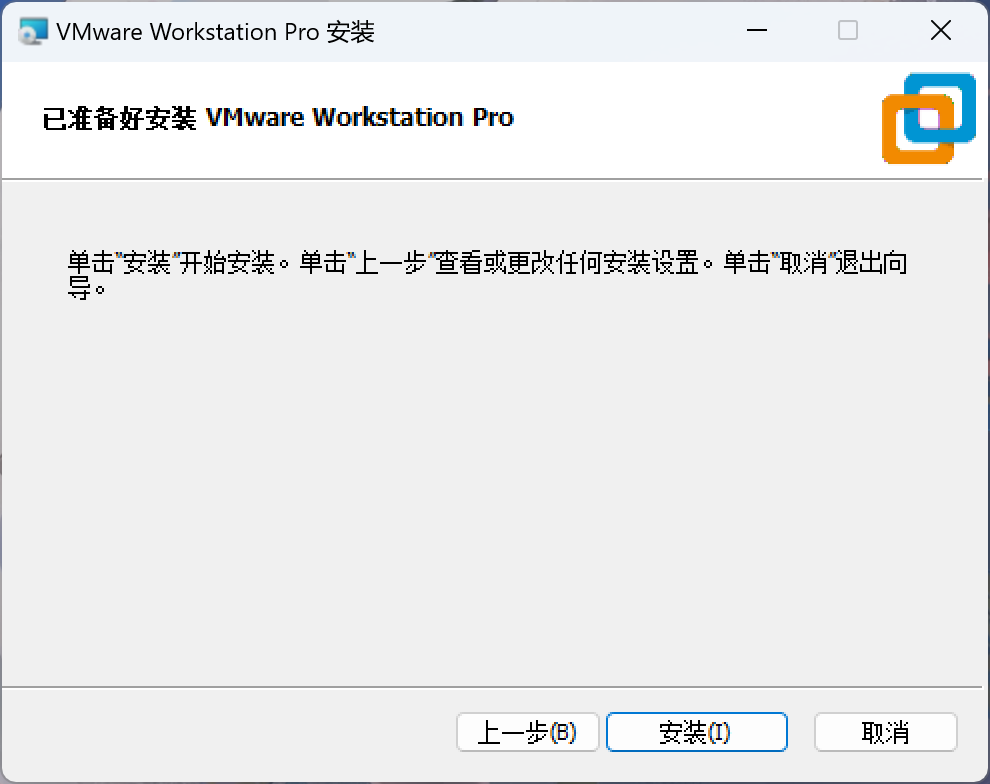 VMware Workstation Pro 安装
已准备好安装 VMware Workstation Pro
单击“安装”开始安装。单击“上一步”查看或更改任何安装设置。单击“取消”退出向
导。
上一步(B) 安装(I) 取消